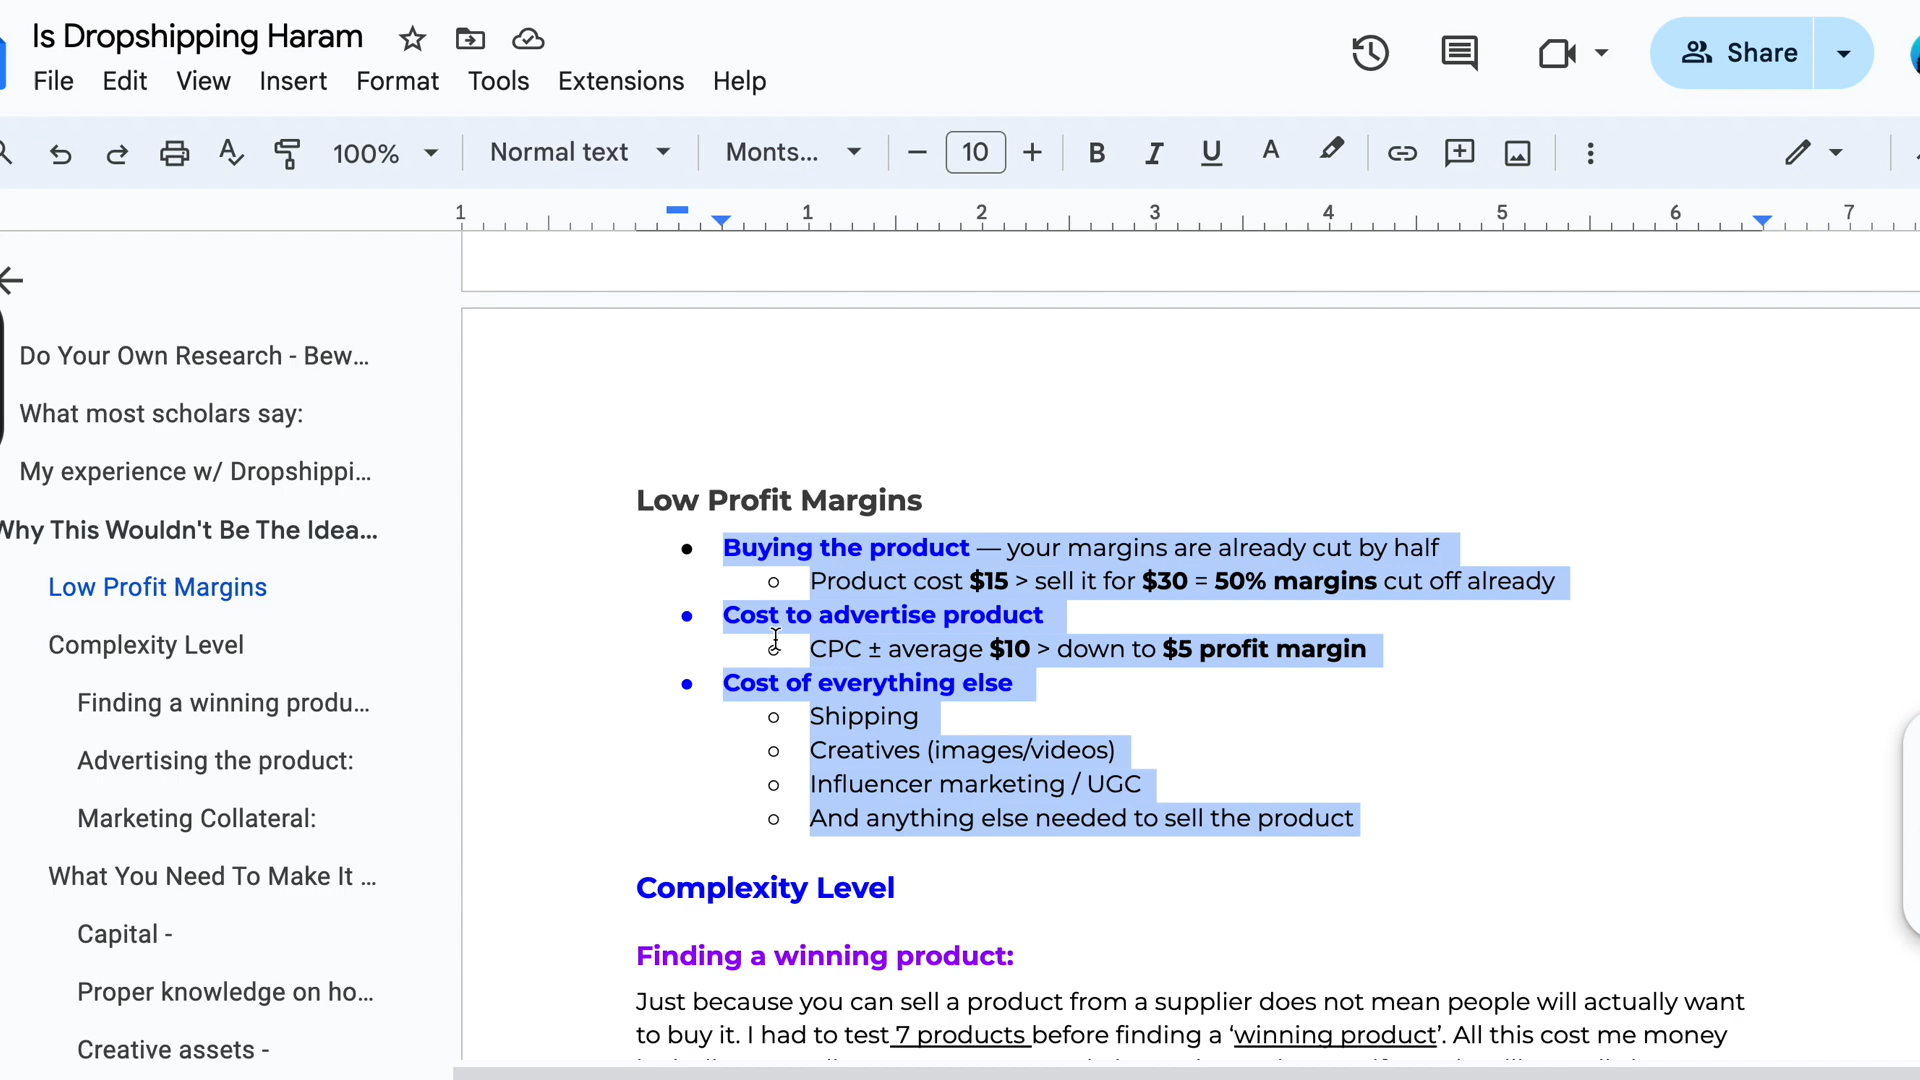 Is Dropshipping Haram
File Edit View Insert Format Tools Extensions Help
Share
100% Normal text Monts... 10 B I U A
1 1 2 3 4 5 6 7
Do Your Own Research - Bew...
What most scholars say:
My experience w/ Dropshippi...
Why This Wouldn't Be The Idea...
Low Profit Margins
Complexity Level
Finding a winning produ...
Advertising the product:
Marketing Collateral:
What You Need To Make It ...
Capital -
Proper knowledge on ho...
Creative assets -
Low Profit Margins
● Buying the product — your margins are already cut by half
○ Product cost $15 > sell it for $30 = 50% margins cut off already
● Cost to advertise product
○ CPC ± average $10 > down to $5 profit margin
● Cost of everything else
○ Shipping
○ Creatives (images/videos)
○ Influencer marketing / UGC
○ And anything else needed to sell the product
Complexity Level
Finding a winning product:
Just because you can sell a product from a supplier does not mean people will actually want
to buy it. I had to test 7 products before finding a ‘winning product’. All this cost me money